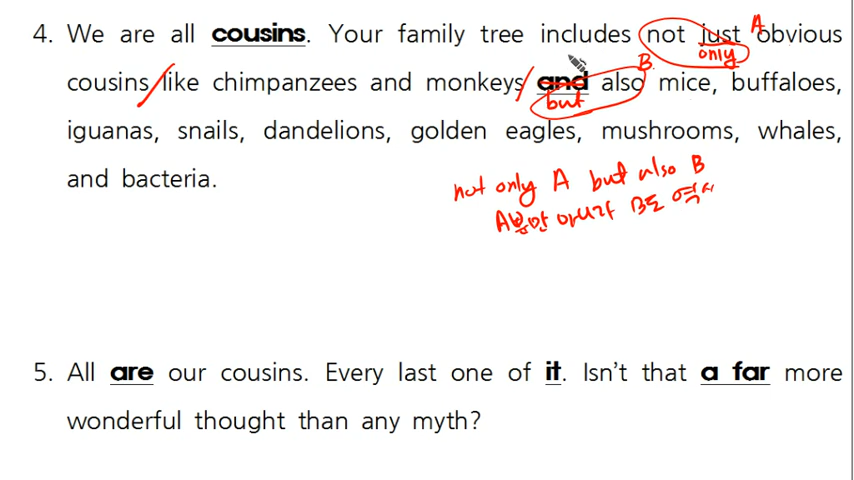 4. We are all cousins. Your family tree includes not just A obvious
only
cousins like chimpanzees and monkeys and also B mice, buffaloes,
but
iguanas, snails, dandelions, golden eagles, mushrooms, whales,
and bacteria.
not only A but also B
A뿐만 아니라 B도 역시
5. All are our cousins. Every last one of it. Isn't that a far more
wonderful thought than any myth?